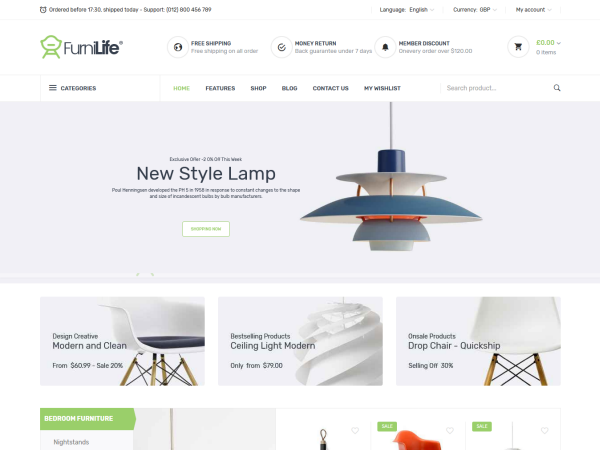 Ordered before 17:30, shipped today - Support: (012) 800 456 789
Language: English
Currency: GBP
My account
FurniLife®
FREE SHIPPING
Free shipping on all order
MONEY RETURN
Back guarantee under 7 days
MEMBER DISCOUNT
Onevery order over $120.00
€0.00
0 items
CATEGORIES
HOME
FEATURES
SHOP
BLOG
CONTACT US
MY WISHLIST
Search product...
Exclusive Offer -2 0% Off This Week
New Style Lamp
Poul Henningsen developed the PH 5 in 1958 in response to constant changes to the shape
and size of incandescent bulbs by bulb manufacturers.
SHOPPING NOW
Design Creative
Modern and Clean
From $60.99 - Sale 20%
Bestselling Products
Ceiling Light Modern
Only from $79.00
Onsale Products
Drop Chair - Quickship
Selling Off 30%
BEDROOM FURNITURE
Nightstands
SALE
SALE